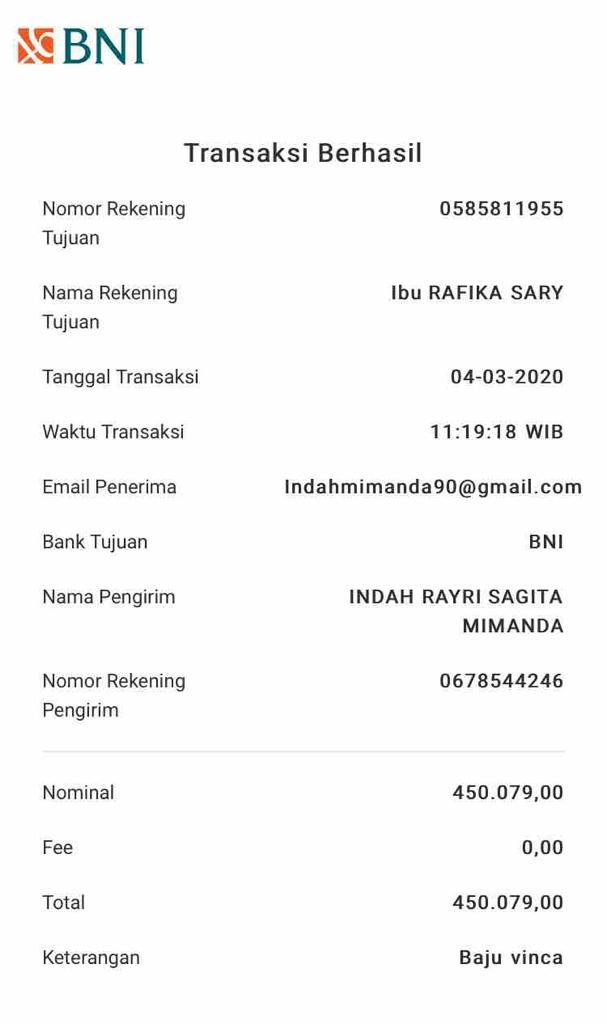 BNI
Transaksi Berhasil
Nomor Rekening Tujuan 0585811955
Nama Rekening Tujuan Ibu RAFIKA SARY
Tanggal Transaksi 04-03-2020
Waktu Transaksi 11:19:18 WIB
Email Penerima Indahmimanda90@gmail.com
Bank Tujuan BNI
Nama Pengirim INDAH RAYRI SAGITA MIMANDA
Nomor Rekening Pengirim 0678544246
Nominal 450.079,00
Fee 0,00
Total 450.079,00
Keterangan Baju vinca